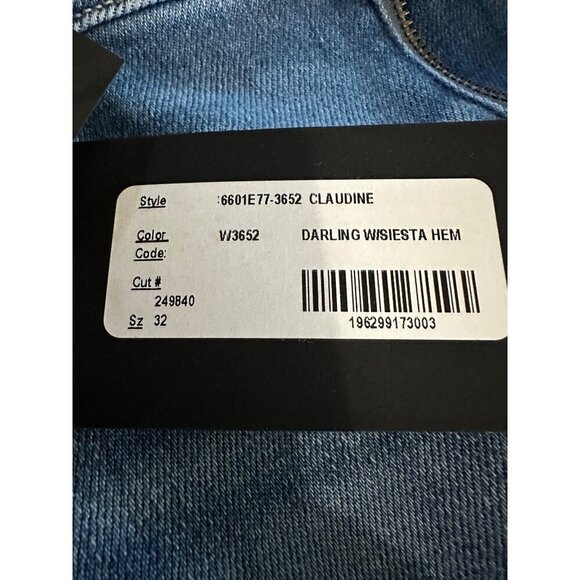 Style :6601E77-3652 CLAUDINE
Color W3652 DARLING W/SIESTA HEM
Code:
Cut #
249840
Sz 32
196299173003